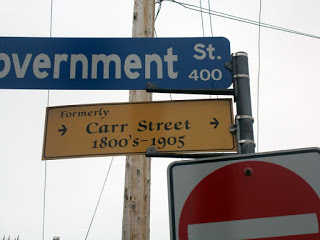 overnment St.
400
Formerly
Carr Street
1800's-1905